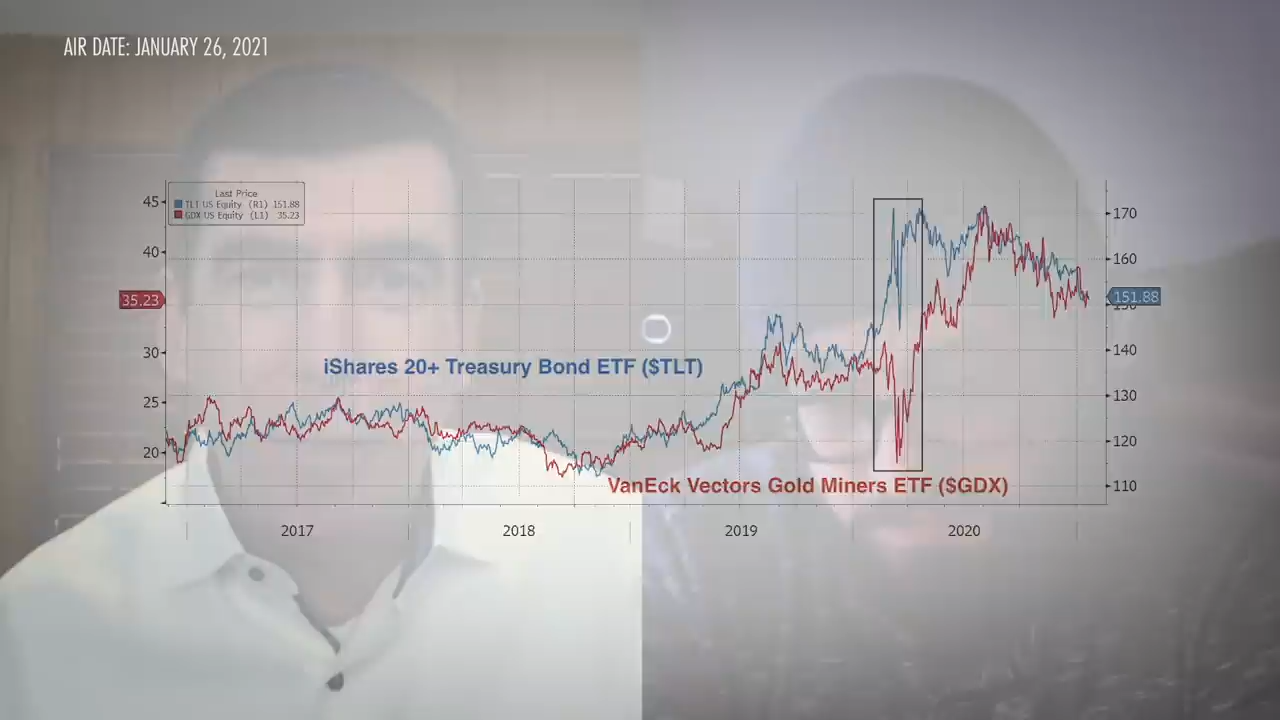 AIR DATE: JANUARY 26, 2021
Last Price
TLT US Equity (R1) 151.88
GDX US Equity (L1) 35.23
45
40
35.23
30
25
20
170
160
151.88
150
140
130
120
110
iShares 20+ Treasury Bond ETF ($TLT)
VanEck Vectors Gold Miners ETF ($GDX)
2017 2018 2019 2020